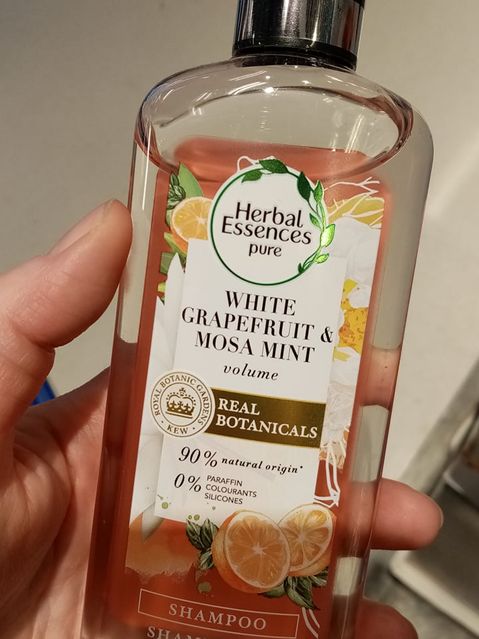 Herbal
Essences
pure
WHITE
GRAPEFRUIT &
MOSA MINT
volume
ROYAL BOTANIC GARDENS
KEW
REAL
BOTANICALS
90% natural origin*
0% PARAFFIN
COLOURANTS
SILICONES
SHAMPOO